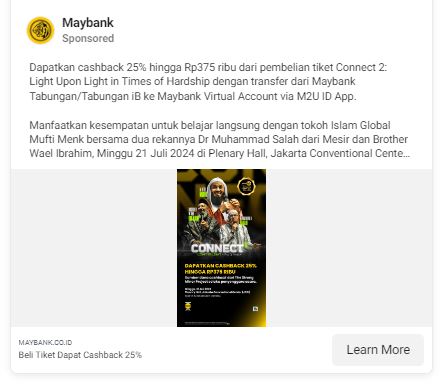 Maybank
Sponsored
Dapatkan cashback 25% hingga Rp375 ribu dari pembelian tiket Connect 2:
Light Upon Light in Times of Hardship dengan transfer dari Maybank
Tabungan/Tabungan iB ke Maybank Virtual Account via M2U ID App.
Manfaatkan kesempatan untuk belajar langsung dengan tokoh Islam Global
Mufti Menk bersama dua rekannya Dr Muhammad Salah dari Mesir dan Brother
Wael Ibrahim, Minggu 21 Juli 2024 di Plenary Hall, Jakarta Conventional Cente...
CONNECT
DAPATKAN CASHBACK 25%
HINGGA RP375 RIBU
MAYBANK.CO.ID
Beli Tiket Dapat Cashback 25%
Learn More